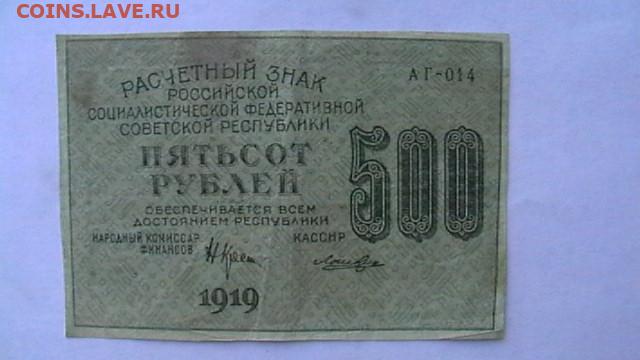 COINS.LAVE.RU
РАСЧЕТНЫЙ ЗНАК
АГ-014
РОССИЙСКОЙ
СОЦИАЛИСТИЧЕСКОЙ ФЕДЕРАТИВНОЙ
СОВЕТСКОЙ РЕСПУБЛИКИ
ПЯТЬСОТ
РУБЛЕЙ
500
ОБЕСПЕЧИВАЕТСЯ ВСЕМ
ДОСТОЯНИЕМ РЕСПУБЛИКИ
НАРОДНЫЙ КОМИССАР
ФИНАНСОВ
КАССИР
1919